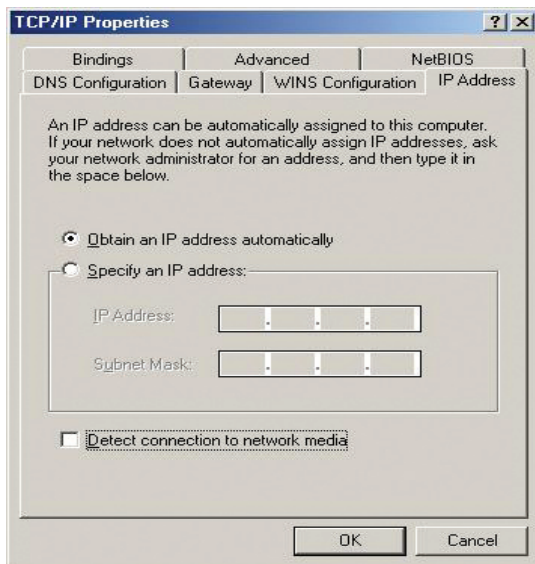 TCP/IP Properties
Bindings Advanced NetBIOS
DNS Configuration Gateway WINS Configuration IP Address
An IP address can be automatically assigned to this computer.
If your network does not automatically assign IP addresses, ask
your network administrator for an address, and then type it in
the space below.
Obtain an IP address automatically
Specify an IP address:
IP Address:
Subnet Mask:
Detect connection to network media
OK Cancel